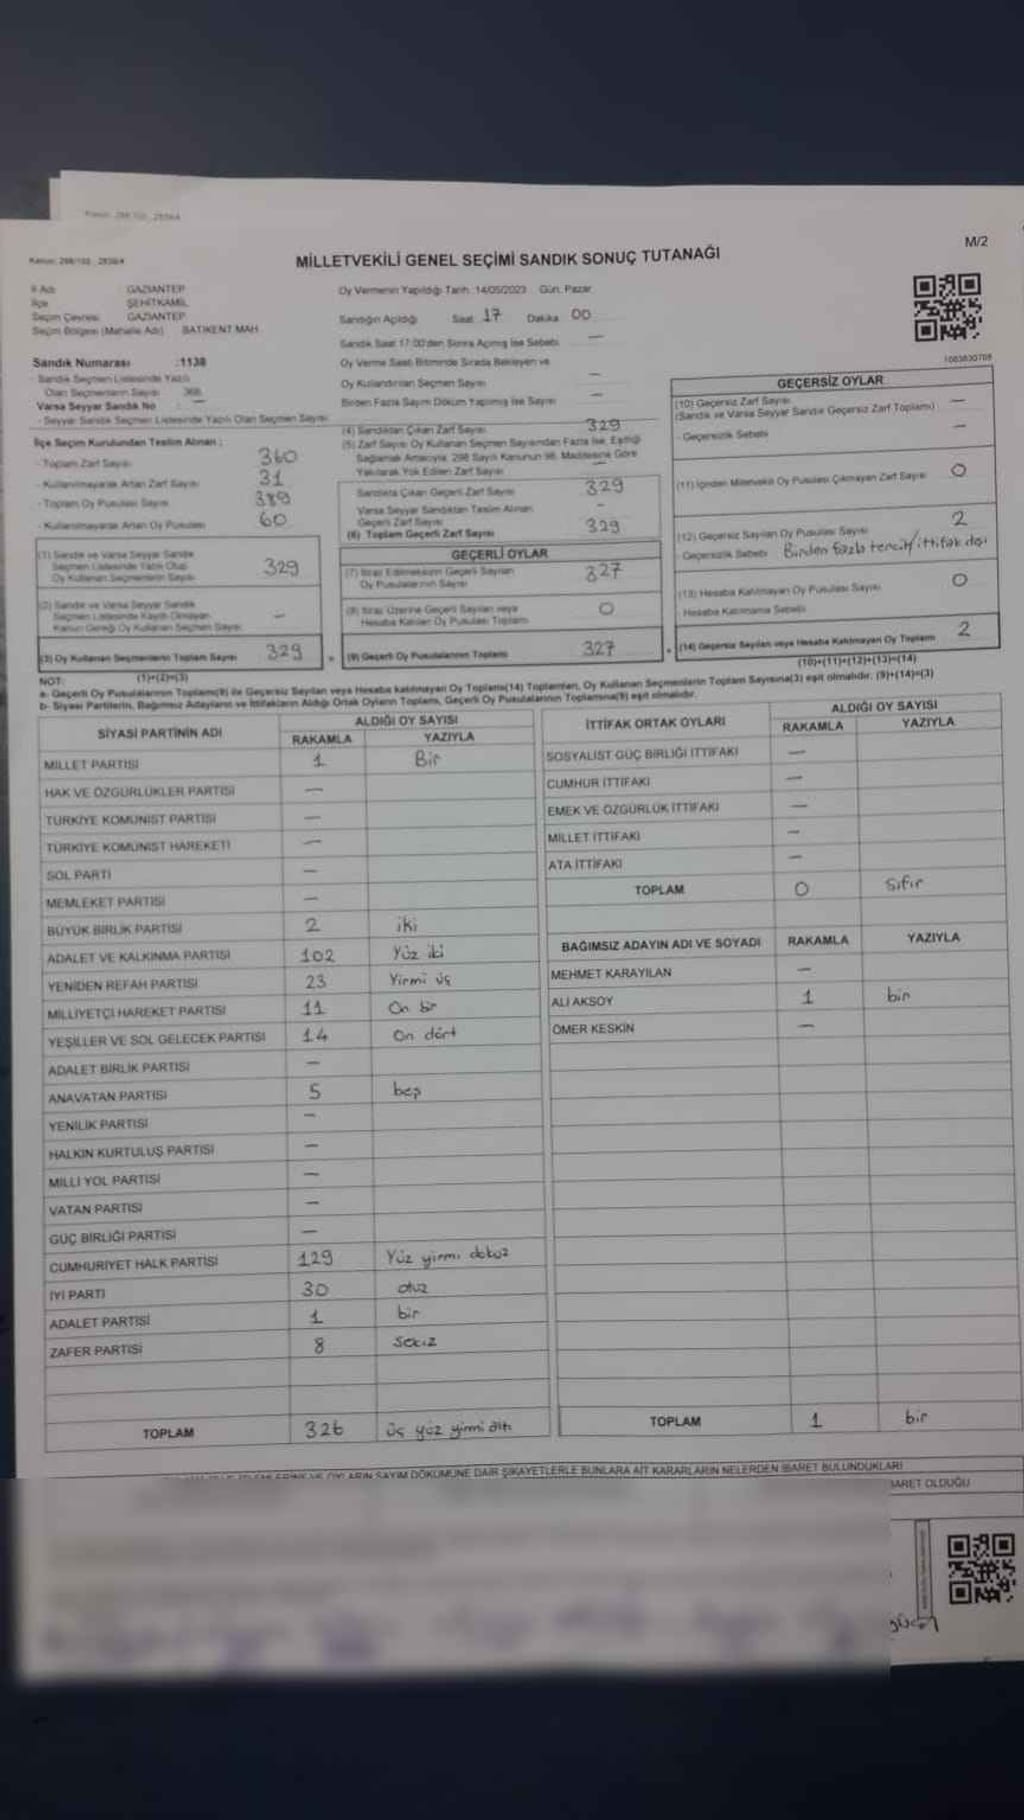 Kanun: 298/105, 2839/4
M/2
MİLLETVEKİLİ GENEL SEÇİMİ SANDIK SONUÇ TUTANAĞI
İl Adı GAZİANTEP
İlçe ŞEHİTKAMİL
Seçim Çevresi GAZİANTEP
Seçim Bölgesi (Mahalle Adı) BATIKENT MAH.
Sandık Numarası :1138
- Sandık Seçmen Listesinde Yazılı
Olan Seçmenlerin Sayısı 368
Varsa Seyyar Sandık No : —
- Seyyar Sandık Seçmen Listesinde Yazılı Olan Seçmen Sayısı
İlçe Seçim Kurulundan Teslim Alınan :
- Toplam Zarf Sayısı 360
- Kullanılmayarak Artan Zarf Sayısı 31
- Toplam Oy Pusulası Sayısı 389
- Kullanılmayarak Artan Oy Pusulası 60
(1) Sandık ve Varsa Seyyar Sandık
Seçmen Listesinde Yazılı Olup
Oy Kullanan Seçmenlerin Sayısı 329
(2) Sandık ve Varsa Seyyar Sandık
Seçmen Listesinde Kayıtlı Olmayan
Kanun Gereği Oy Kullanan Seçmen Sayısı —
(3) Oy Kullanan Seçmenlerin Toplam Sayısı 329
(1)+(2)=(3)
Oy Vermenin Yapıldığı Tarih: 14/05/2023 Gün: Pazar
Sandığın Açıldığı Saat 17 Dakika 00
Sandık Saat 17:00'den Sonra Açılmış İse Sebebi —
Oy Verme Saati Bitiminde Sırada Bekleyen ve
Oy Kullandırılan Seçmen Sayısı —
Birden Fazla Sayım Döküm Yapılmış İse Sayısı —
(4) Sandıktan Çıkan Zarf Sayısı 329
(5) Zarf Sayısı Oy Kullanan Seçmen Sayısından Fazla İse, Eşitliği
Sağlamak Amacıyla, 298 Sayılı Kanunun 98. Maddesine Göre
Yakılarak Yok Edilen Zarf Sayısı —
Sandıkta Çıkan Geçerli Zarf Sayısı 329
Varsa Seyyar Sandıktan Teslim Alınan
Geçerli Zarf Sayısı —
(6) Toplam Geçerli Zarf Sayısı 329
GEÇERLİ OYLAR
(7) İtiraz Edilmeksizin Geçerli Sayılan
Oy Pusulalarının Sayısı 327
(8) İtiraz Üzerine Geçerli Sayılan veya
Hesaba Katılan Oy Pusulası Toplamı 0
(9) Geçerli Oy Pusulalarının Toplamı 327
1083830708
GEÇERSİZ OYLAR
(10) Geçersiz Zarf Sayısı —
(Sandık ve Varsa Seyyar Sandık Geçersiz Zarf Toplamı)
- Geçersizlik Sebebi —
(11) İçinden Milletvekili Oy Pusulası Çıkmayan Zarf Sayısı 0
(12) Geçersiz Sayılan Oy Pusulası Sayısı 2
Geçersizlik Sebebi Birden fazla tercih/ittifak dışı
(13) Hesaba Katılmayan Oy Pusulası Sayısı 0
Hesaba Katılmama Sebebi
(14) Geçersiz Sayılan veya Hesaba Katılmayan Oy Toplamı 2
(10)+(11)+(12)+(13)=(14)
NOT:
a- Geçerli Oy Pusulalarının Toplamı(9) ile Geçersiz Sayılan veya Hesaba katılmayan Oy Toplamı(14) Toplamları, Oy Kullanan Seçmenlerin Toplam Sayısına(3) eşit olmalıdır. (9)+(14)=(3)
b- Siyasi Partilerin, Bağımsız Adayların ve İttifakların Aldığı Ortak Oyların Toplamı, Geçerli Oy Pusulalarının Toplamına(9) eşit olmalıdır.
SİYASİ PARTİNİN ADI ALDIĞI OY SAYISI
RAKAMLA YAZIYLA
MİLLET PARTİSİ 1 Bir
HAK VE ÖZGÜRLÜKLER PARTİSİ —
TÜRKİYE KOMÜNİST PARTİSİ —
TÜRKİYE KOMÜNİST HAREKETİ —
SOL PARTİ —
MEMLEKET PARTİSİ —
BÜYÜK BİRLİK PARTİSİ 2 iki
ADALET VE KALKINMA PARTİSİ 102 Yüz iki
YENİDEN REFAH PARTİSİ 23 Yirmi üç
MİLLİYETÇİ HAREKET PARTİSİ 11 On bir
YEŞİLLER VE SOL GELECEK PARTİSİ 14 On dört
ADALET BİRLİK PARTİSİ —
ANAVATAN PARTİSİ 5 beş
YENİLİK PARTİSİ —
HALKIN KURTULUŞ PARTİSİ —
MİLLİ YOL PARTİSİ —
VATAN PARTİSİ —
GÜÇ BİRLİĞİ PARTİSİ —
CUMHURİYET HALK PARTİSİ 129 Yüz yirmi dokuz
İYİ PARTİ 30 otuz
ADALET PARTİSİ 1 bir
ZAFER PARTİSİ 8 sekiz
TOPLAM 326 üç yüz yirmi altı
İTTİFAK ORTAK OYLARI ALDIĞI OY SAYISI
RAKAMLA YAZIYLA
SOSYALİST GÜÇ BİRLİĞİ İTTİFAKI —
CUMHUR İTTİFAKI —
EMEK VE ÖZGÜRLÜK İTTİFAKI —
MİLLET İTTİFAKI —
ATA İTTİFAKI —
TOPLAM 0 sıfır
BAĞIMSIZ ADAYIN ADI VE SOYADI RAKAMLA YAZIYLA
MEHMET KARAYILAN —
ALİ AKSOY 1 bir
ÖMER KESKİN —
TOPLAM 1 bir
OYLARIN SAYIM DÖKÜMÜNE DAİR ŞİKAYETLERLE BUNLARA AİT KARARLARIN NELERDEN İBARET BULUNDUKLARI
İBARET OLDUĞU